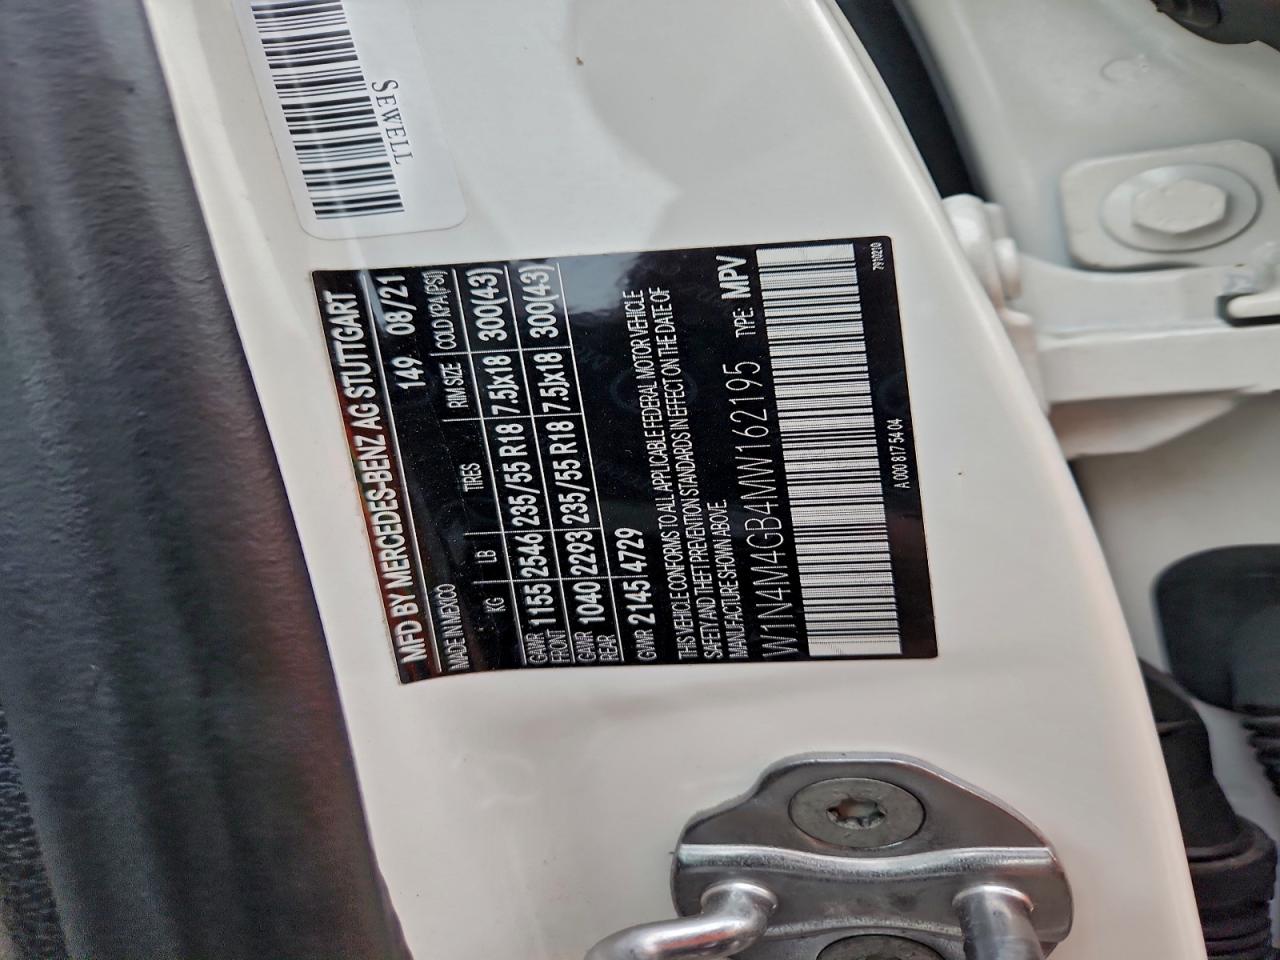 SEWELL
MFD BY MERCEDES-BENZ AG STUTTGART
MADE IN MEXICO 149 08/21
KG LB TIRES RIM SIZE COLD KPA(PSI)
GAWR FRONT 1155 2546 235/55 R18 7.5Jx18 300(43)
GAWR REAR 1040 2293 235/55 R18 7.5Jx18 300(43)
GVWR 2145 4729
THIS VEHICLE CONFORMS TO ALL APPLICABLE FEDERAL MOTOR VEHICLE
SAFETY AND THEFT PREVENTION STANDARDS IN EFFECT ON THE DATE OF
MANUFACTURE SHOWN ABOVE.
W1N4M4GB4MW162195 TYPE: MPV
A 000 817 54 04 7910210